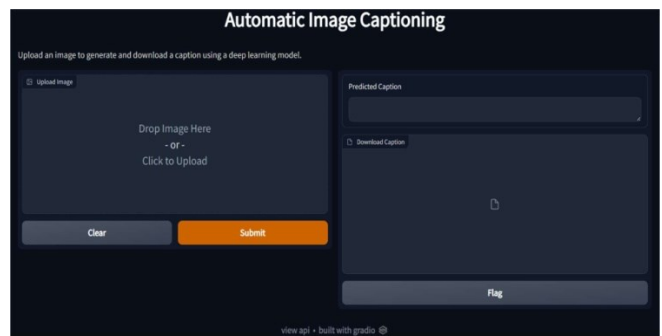 Automatic Image Captioning
Upload an image to generate and download a caption using a deep learning model.
Upload Image
Drop Image Here
- or -
Click to Upload
Clear
Submit
Predicted Caption
Download Caption
Flag
view api • built with gradio